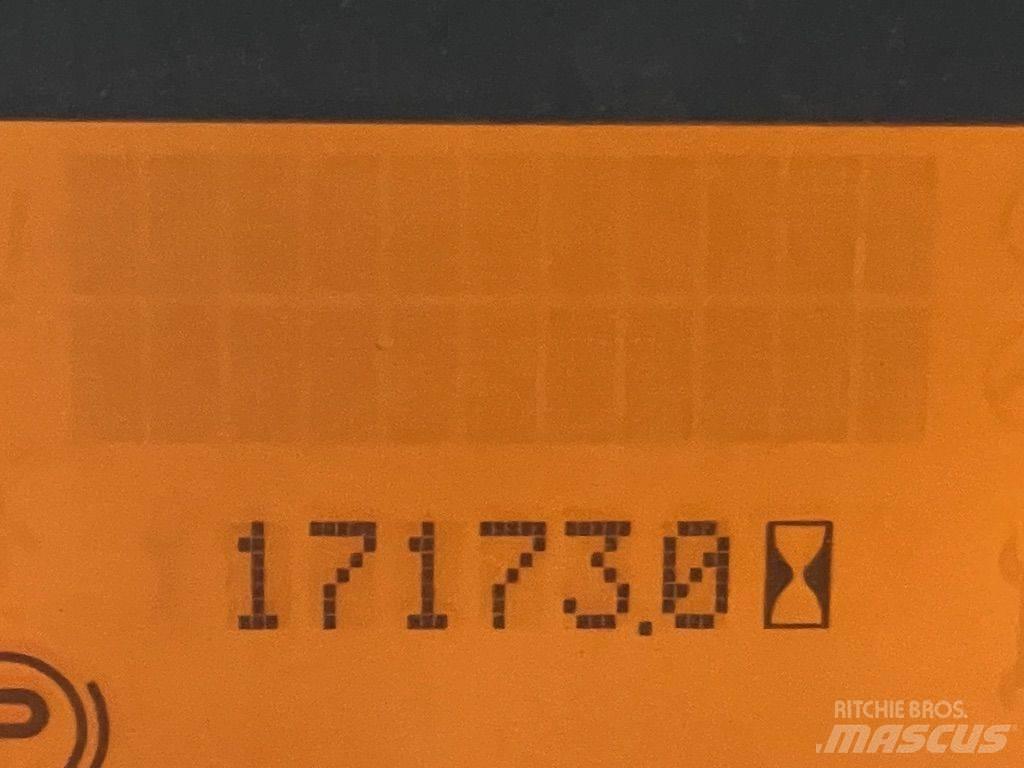 17173.0
P
RITCHIE BROS.
MASCUS